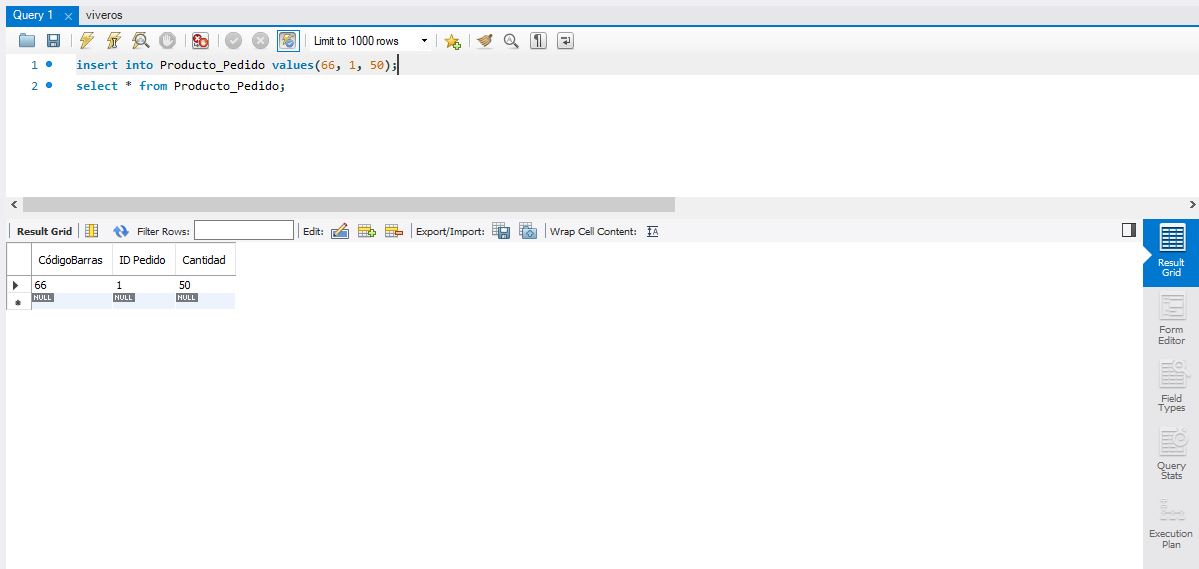 Query 1 viveros
Limit to 1000 rows
1 insert into Producto_Pedido values(66, 1, 50);
2 select * from Producto_Pedido;
Result Grid Filter Rows: Edit: Export/Import: Wrap Cell Content: IA
CódigoBarras ID Pedido Cantidad
66 1 50
NULL NULL NULL
Result
Grid
Form
Editor
Field
Types
Query
Stats
Execution
Plan